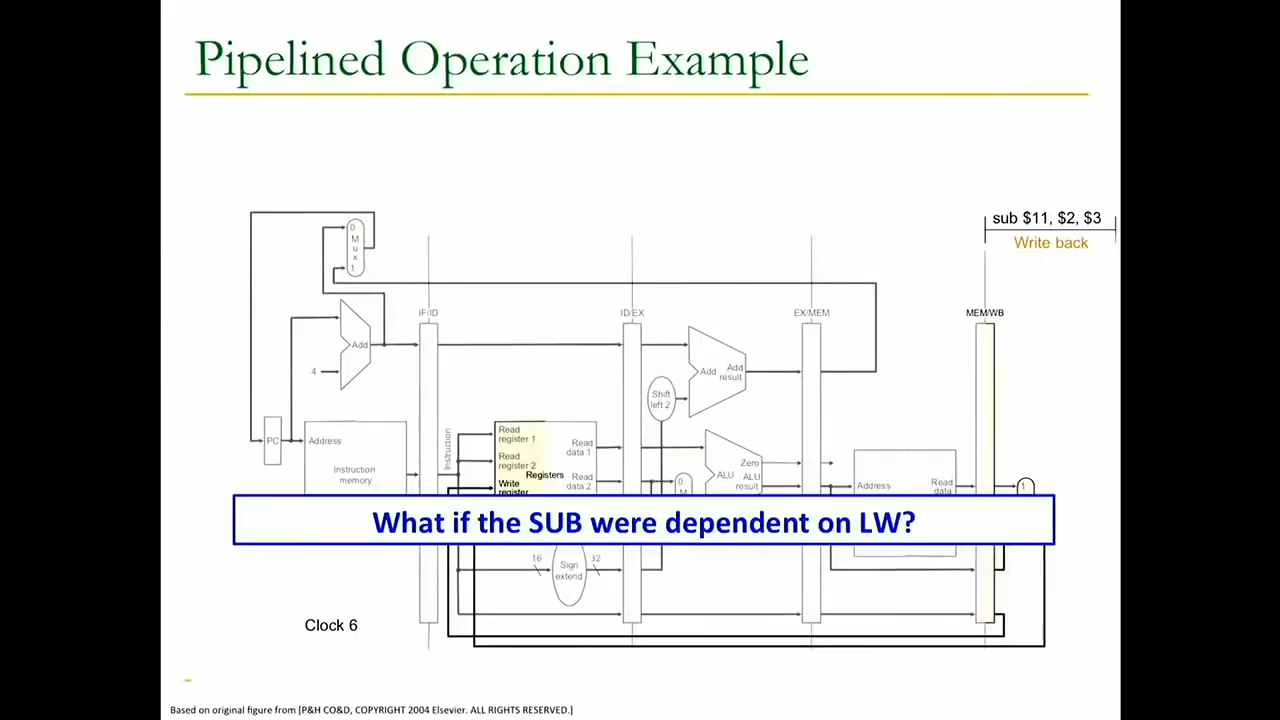 Pipelined Operation Example
sub $11, $2, $3
Write back
0
M
u
x
1
IF/ID
ID/EX
EX/MEM
MEM/WB
Add
4
Add
Add
result
Shift
left 2
PC
Address
Instruction
memory
Instruction
Read
register 1
Read
register 2
Registers
Write
register
Read
data 1
Read
data 2
0
M
ALU
Zero
ALU
result
Address
Read
data
1
What if the SUB were dependent on LW?
16
Sign
extend
32
Clock 6
Based on original figure from [P&H CO&D, COPYRIGHT 2004 Elsevier. ALL RIGHTS RESERVED.]